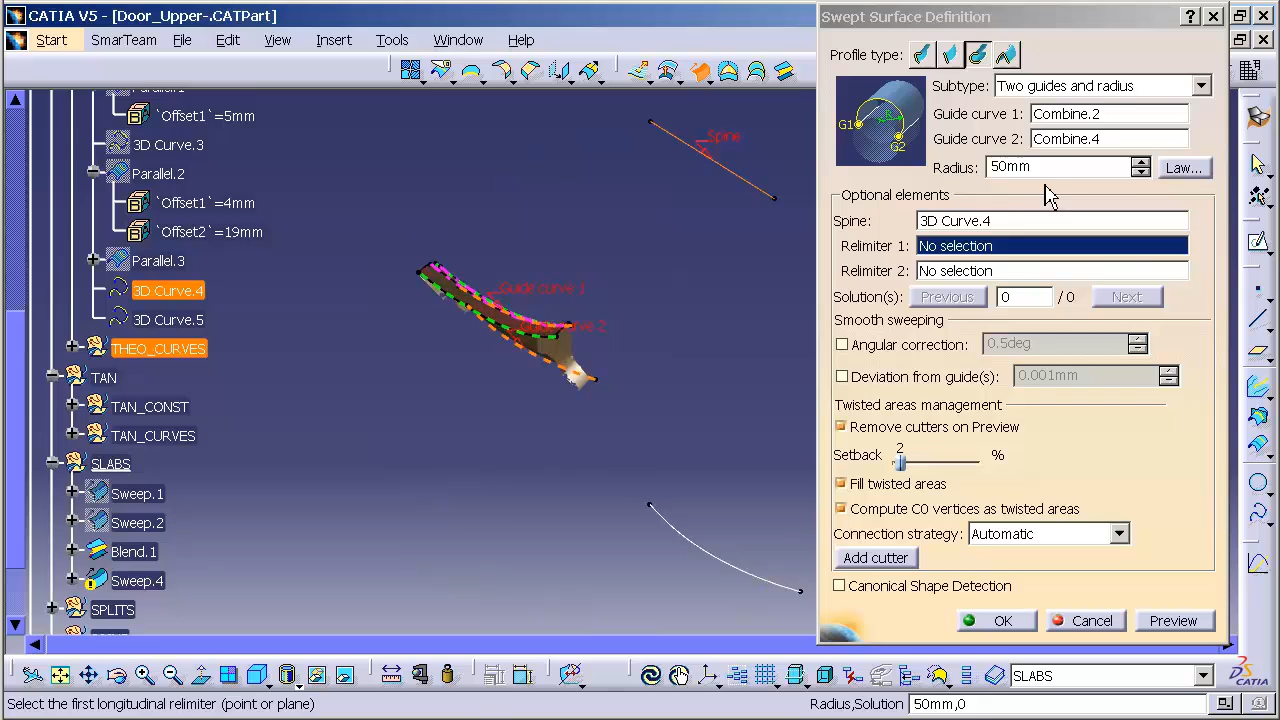 CATIA V5 - [Door_Upper-.CATPart]
Start SmarTeam File Edit View Insert Tools Window Help
`Offset1`=5mm
3D Curve.3
Parallel.2
`Offset1`=4mm
`Offset2`=19mm
Parallel.3
3D Curve.4
3D Curve.5
THEO_CURVES
TAN
TAN_CONST
TAN_CURVES
SLABS
Sweep.1
Sweep.2
Blend.1
Sweep.4
SPLITS
Spine
Guide curve 1
Guide curve 2
Swept Surface Definition
Profile type:
Subtype: Two guides and radius
G1
G2
Guide curve 1: Combine.2
Guide curve 2: Combine.4
Radius: 50mm Law...
Optional elements
Spine: 3D Curve.4
Relimiter 1: No selection
Relimiter 2: No selection
Solution(s): Previous 0 / 0 Next
Smooth sweeping
Angular correction: 0.5deg
Deviation from guide(s): 0.001mm
Twisted areas management
Remove cutters on Preview
Setback 2 %
Fill twisted areas
Compute C0 vertices as twisted areas
Connection strategy: Automatic
Add cutter
Canonical Shape Detection
OK Cancel Preview
SLABS
CATIA
Select the first longitudinal relimiter (point or plane)
Radius,Solution 50mm,0